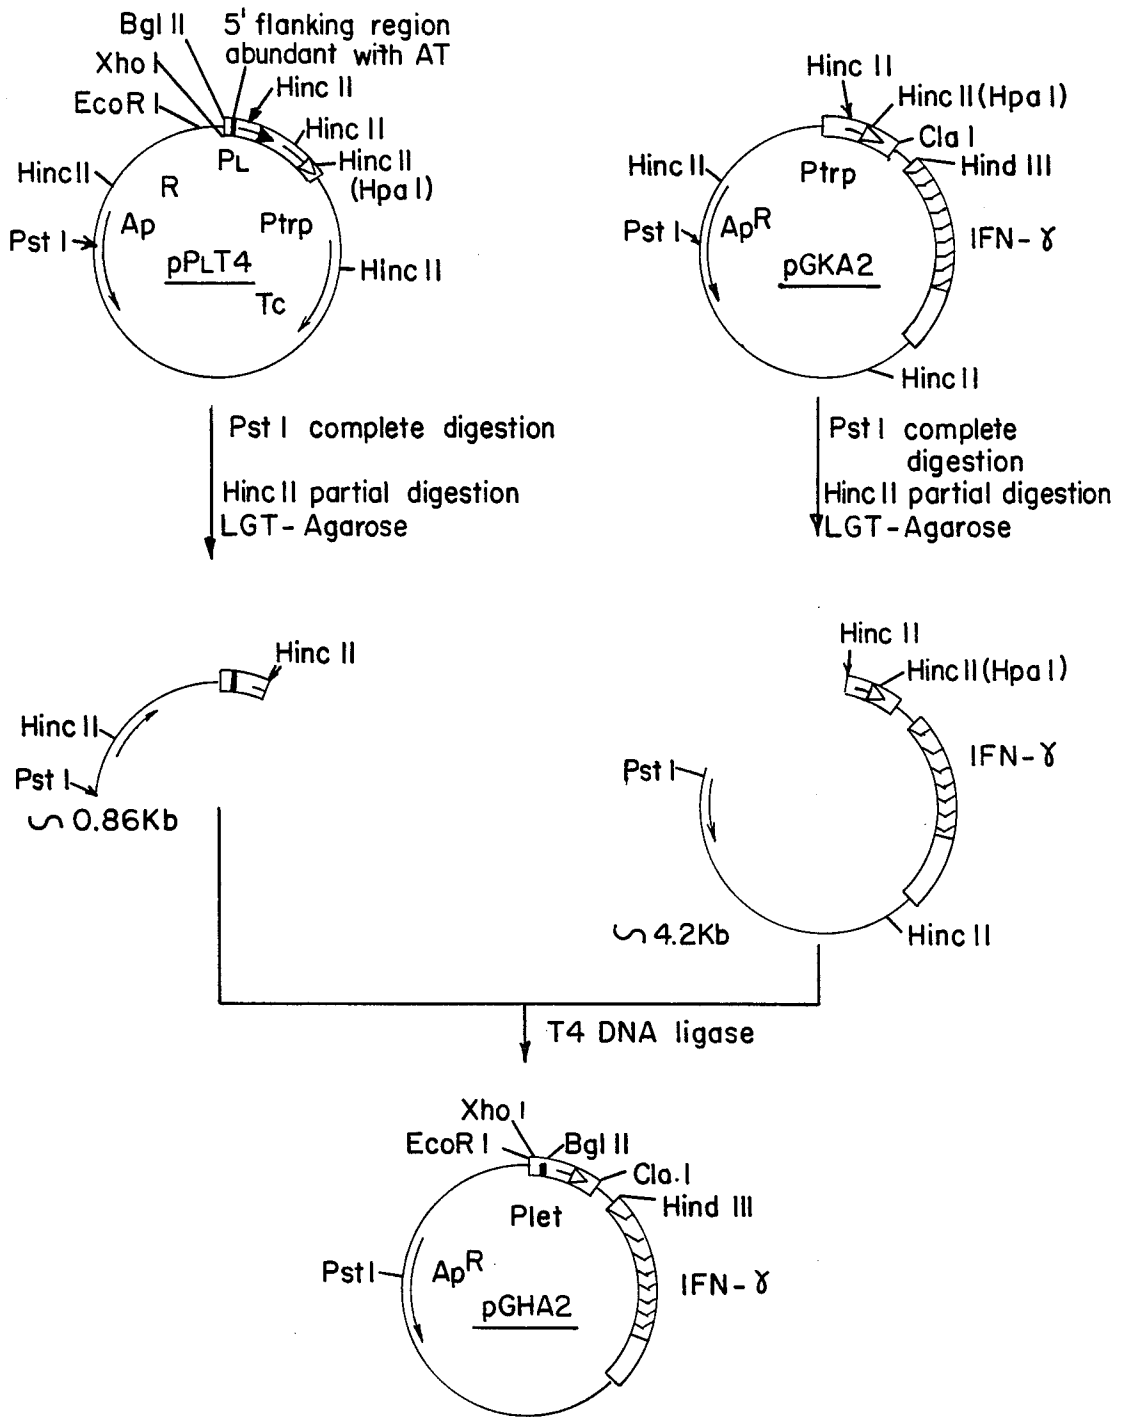 Bgl II
5' flanking region
abundant with AT
Xho I
EcoR I
Hinc II
Hinc II
Hinc II
(Hpa I)
PL
Hinc II
R
Ap
Ptrp
Pst I
pPLT4
Hinc II
Tc
Hinc II
Hinc II (Hpa I)
Cla I
Hind III
Hinc II
Ptrp
Pst I
ApR
IFN-γ
pGKA2
Hinc II
Pst I complete digestion
Hinc II partial digestion
LGT-Agarose
Pst I complete
digestion
Hinc II partial digestion
LGT-Agarose
Hinc II
Hinc II
Pst I
∽ 0.86Kb
Hinc II
Hinc II (Hpa I)
IFN-γ
Pst I
∽ 4.2Kb
Hinc II
T4 DNA ligase
Xho I
EcoR I
Bgl II
Cla I
Hind III
Plet
Pst I
ApR
IFN-γ
pGHA2